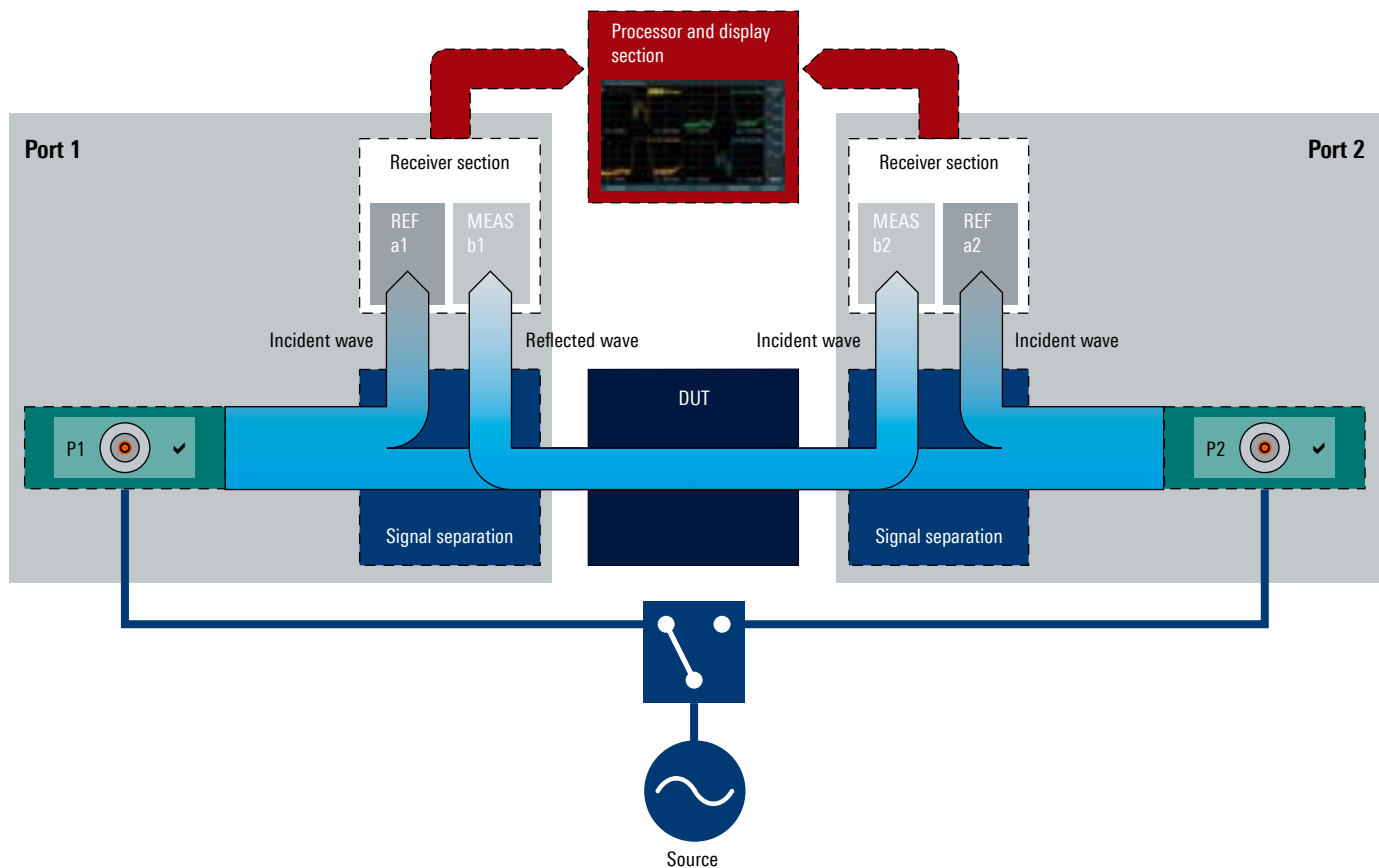 Processor and display
section
Port 1
Port 2
Receiver section
Receiver section
REF
a1
MEAS
b1
MEAS
b2
REF
a2
Incident wave
Reflected wave
Incident wave
Incident wave
DUT
P1
P2
Signal separation
Signal separation
Source